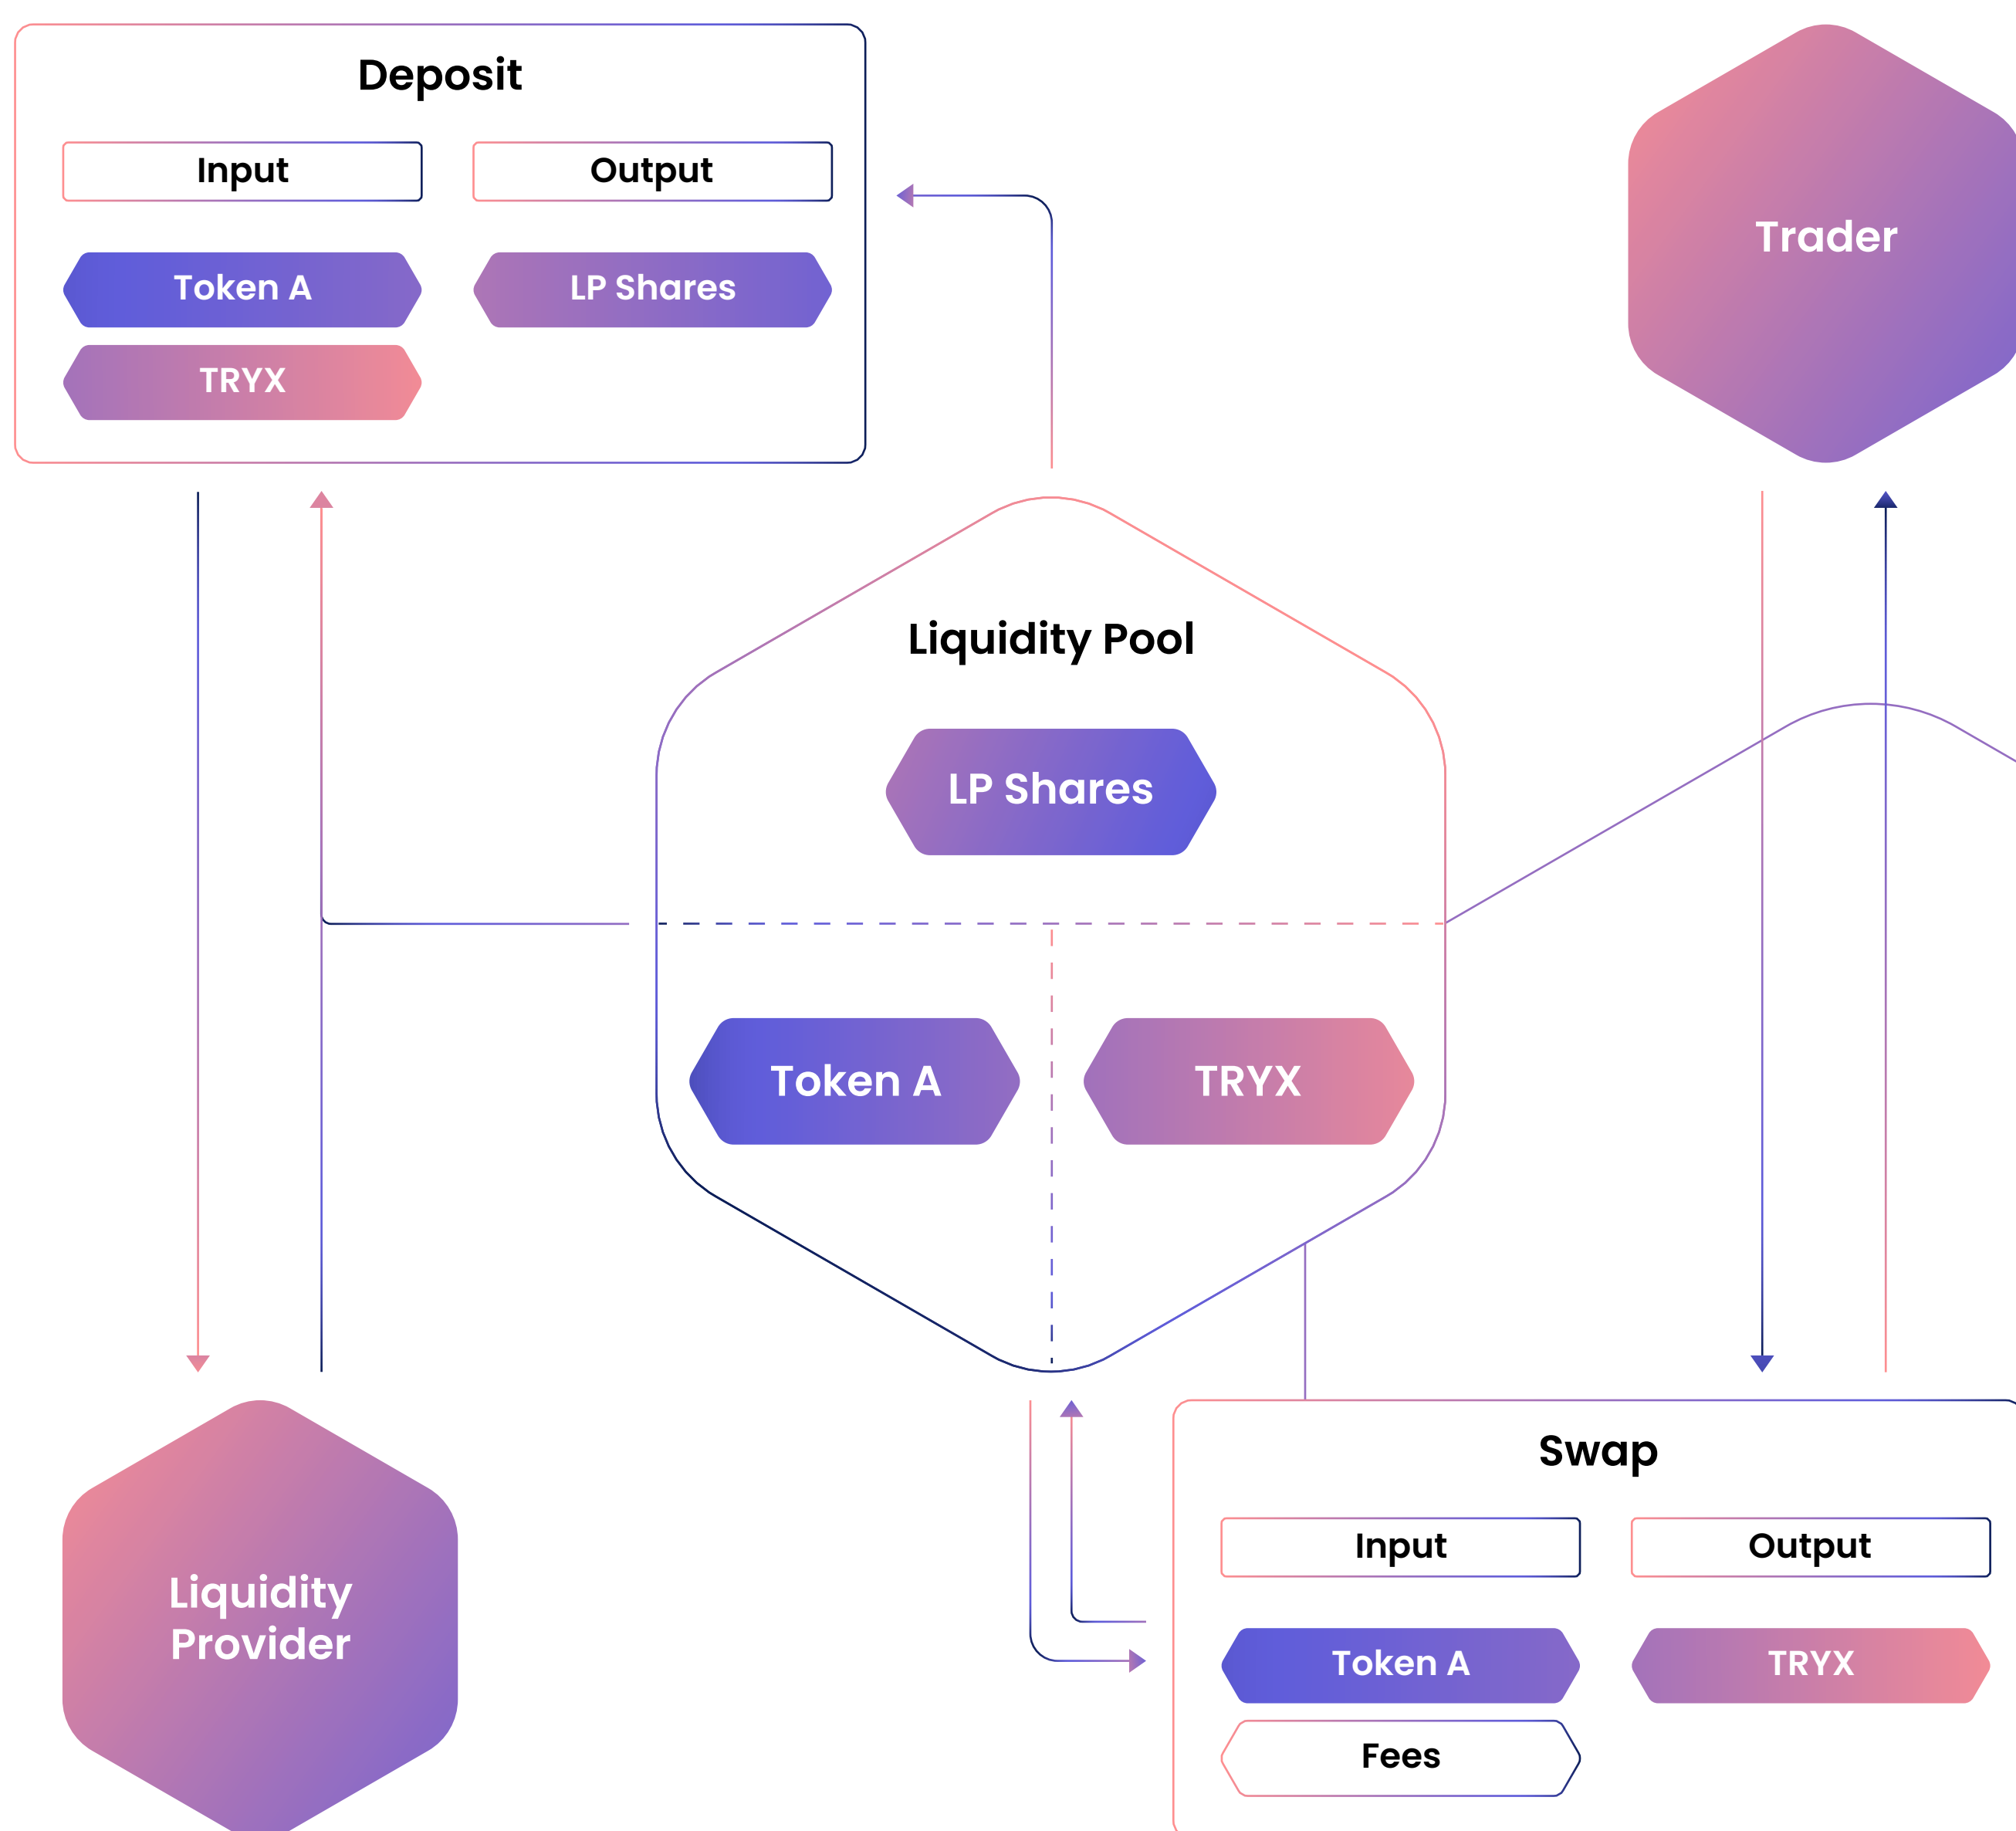 Deposit
Input
Output
Token A
LP Shares
TRYX
Trader
Liquidity Pool
LP Shares
Token A
TRYX
Liquidity
Provider
Swap
Input
Output
Token A
TRYX
Fees